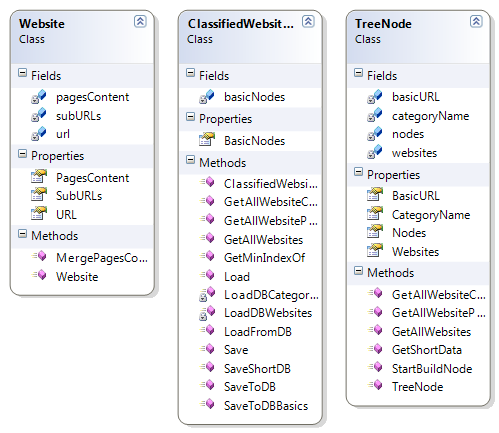 Website
Class
Fields
pagesContent
subURLs
url
Properties
PagesContent
SubURLs
URL
Methods
MergePagesCo...
Website
ClassifiedWebsit...
Class
Fields
basicNodes
Properties
BasicNodes
Methods
ClassifiedWebsi...
GetAllWebsiteC...
GetAllWebsiteP...
GetAllWebsites
GetMinIndexOf
Load
LoadDBCategor...
LoadDBWebsites
LoadFromDB
Save
SaveShortDB
SaveToDB
SaveToDBBasics
TreeNode
Class
Fields
basicURL
categoryName
nodes
websites
Properties
BasicURL
CategoryName
Nodes
Websites
Methods
GetAllWebsiteC...
GetAllWebsiteP...
GetAllWebsites
GetShortData
StartBuildNode
TreeNode